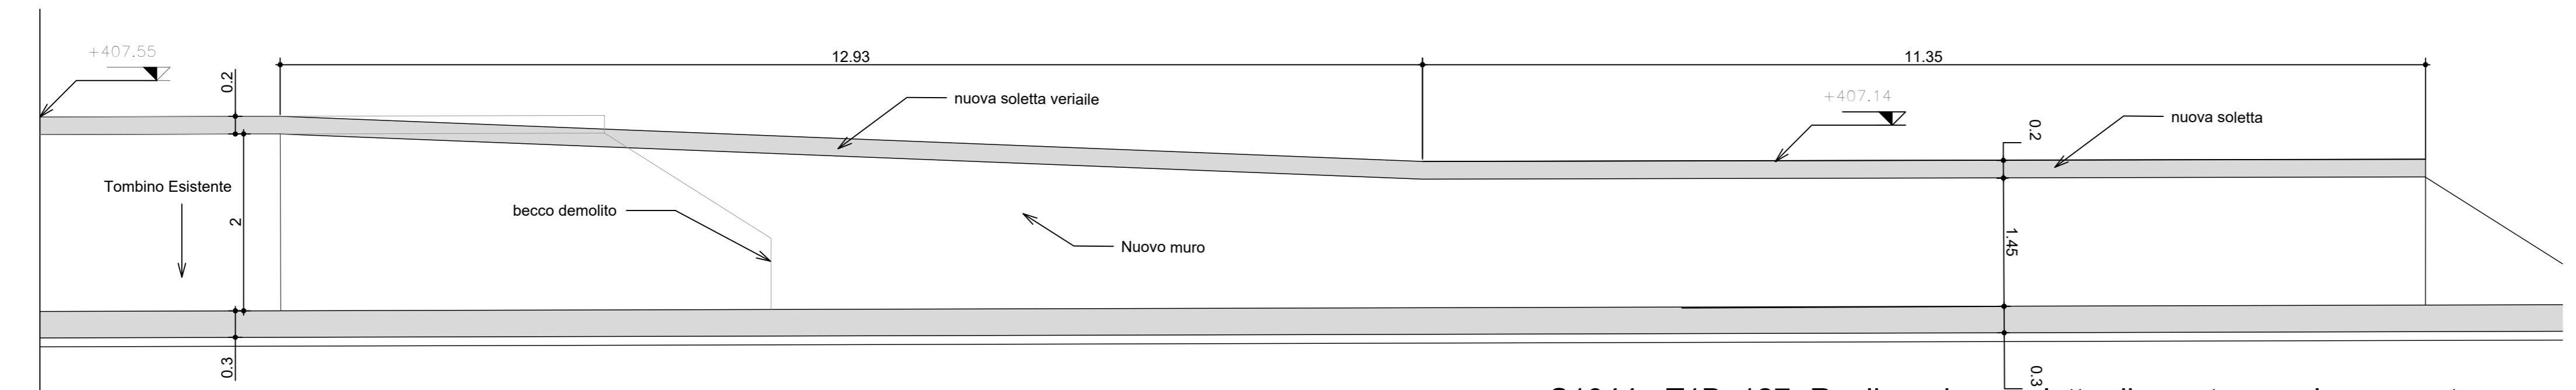 +407.55
0.2
12.93
11.35
nuova soletta veriaile
+407.14
0.2
nuova soletta
Tombino Esistente
2
becco demolito
Nuovo muro
1.45
0.3
0.3